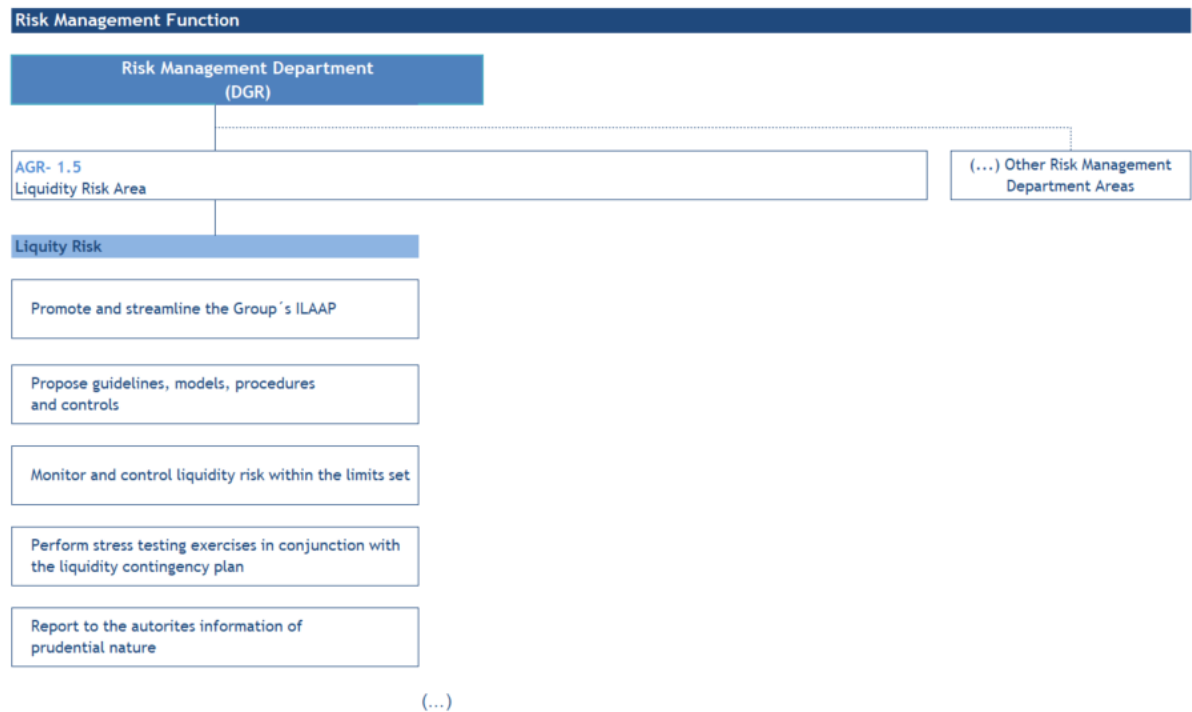 Risk Management Function
Risk Management Department
(DGR)
AGR- 1.5
Liquidity Risk Area
(...) Other Risk Management
Department Areas
Liquity Risk
Promote and streamline the Group´s ILAAP
Propose guidelines, models, procedures
and controls
Monitor and control liquidity risk within the limits set
Perform stress testing exercises in conjunction with
the liquidity contingency plan
Report to the autorites information of
prudential nature
(...)